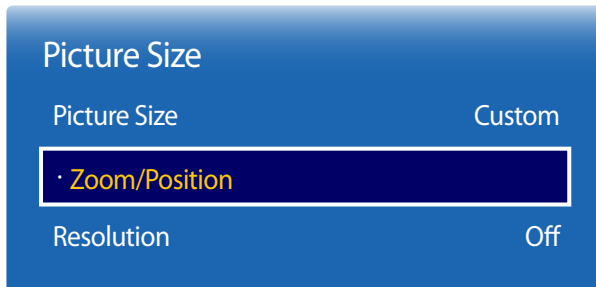 Picture Size
Picture Size Custom
· Zoom/Position
Resolution Off